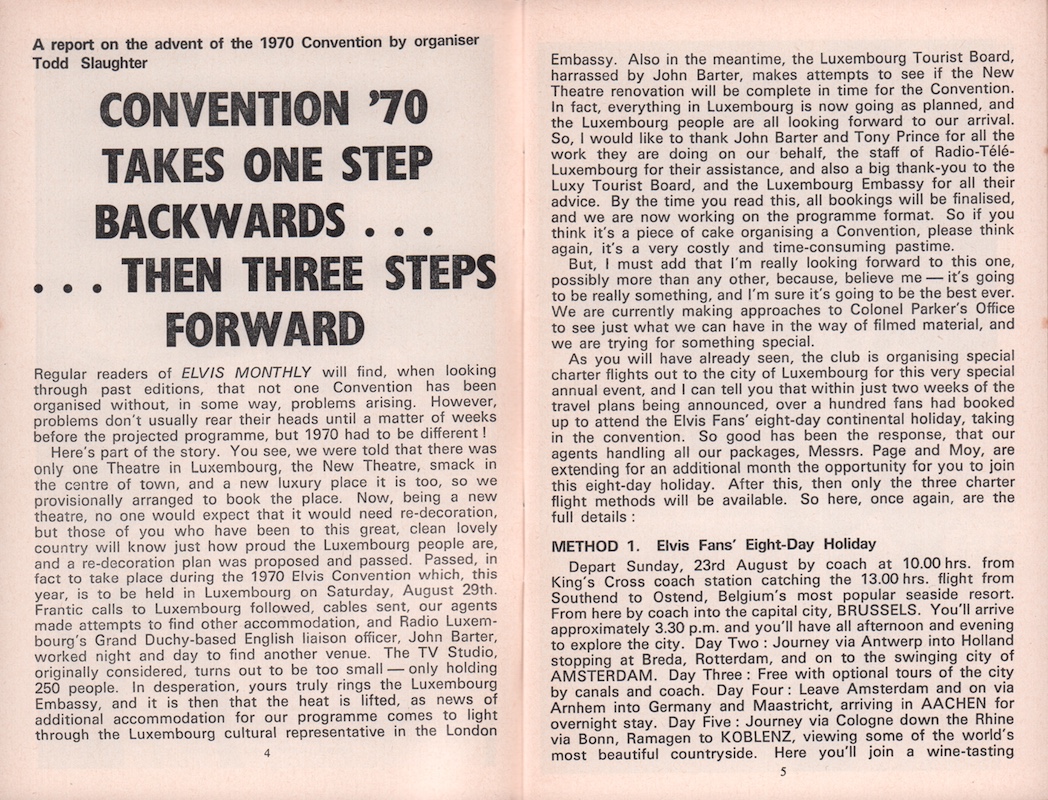 A report on the advent of the 1970 Convention by organiser
Todd Slaughter
CONVENTION '70
TAKES ONE STEP
BACKWARDS . . .
. . . THEN THREE STEPS
FORWARD
Regular readers of ELVIS MONTHLY will find, when looking
through past editions, that not one Convention has been
organised without, in some way, problems arising. However,
problems don't usually rear their heads until a matter of weeks
before the projected programme, but 1970 had to be different !
Here's part of the story. You see, we were told that there was
only one Theatre in Luxembourg, the New Theatre, smack in
the centre of town, and a new luxury place it is too, so we
provisionally arranged to book the place. Now, being a new
theatre, no one would expect that it would need re-decoration,
but those of you who have been to this great, clean lovely
country will know just how proud the Luxembourg people are,
and a re-decoration plan was proposed and passed. Passed, in
fact to take place during the 1970 Elvis Convention which, this
year, is to be held in Luxembourg on Saturday, August 29th.
Frantic calls to Luxembourg followed, cables sent, our agents
made attempts to find other accommodation, and Radio Luxem-
bourg's Grand Duchy-based English liaison officer, John Barter,
worked night and day to find another venue. The TV Studio,
originally considered, turns out to be too small — only holding
250 people. In desperation, yours truly rings the Luxembourg
Embassy, and it is then that the heat is lifted, as news of
additional accommodation for our programme comes to light
through the Luxembourg cultural representative in the London
4
Embassy. Also in the meantime, the Luxembourg Tourist Board,
harrassed by John Barter, makes attempts to see if the New
Theatre renovation will be complete in time for the Convention.
In fact, everything in Luxembourg is now going as planned, and
the Luxembourg people are all looking forward to our arrival.
So, I would like to thank John Barter and Tony Prince for all the
work they are doing on our behalf, the staff of Radio-Télé-
Luxembourg for their assistance, and also a big thank-you to the
Luxy Tourist Board, and the Luxembourg Embassy for all their
advice. By the time you read this, all bookings will be finalised,
and we are now working on the programme format. So if you
think it's a piece of cake organising a Convention, please think
again, it's a very costly and time-consuming pastime.
But, I must add that I'm really looking forward to this one,
possibly more than any other, because, believe me — it's going
to be really something, and I'm sure it's going to be the best ever.
We are currently making approaches to Colonel Parker's Office
to see just what we can have in the way of filmed material, and
we are trying for something special.
As you will have already seen, the club is organising special
charter flights out to the city of Luxembourg for this very special
annual event, and I can tell you that within just two weeks of the
travel plans being announced, over a hundred fans had booked
up to attend the Elvis Fans' eight-day continental holiday, taking
in the convention. So good has been the response, that our
agents handling all our packages, Messrs. Page and Moy, are
extending for an additional month the opportunity for you to join
this eight-day holiday. After this, then only the three charter
flight methods will be available. So here, once again, are the
full details :
METHOD 1. Elvis Fans' Eight-Day Holiday
Depart Sunday, 23rd August by coach at 10.00 hrs. from
King's Cross coach station catching the 13.00 hrs. flight from
Southend to Ostend, Belgium's most popular seaside resort.
From here by coach into the capital city, BRUSSELS. You'll arrive
approximately 3.30 p.m. and you'll have all afternoon and evening
to explore the city. Day Two : Journey via Antwerp into Holland
stopping at Breda, Rotterdam, and on to the swinging city of
AMSTERDAM. Day Three : Free with optional tours of the city
by canals and coach. Day Four : Leave Amsterdam and on via
Arnhem into Germany and Maastricht, arriving in AACHEN for
overnight stay. Day Five : Journey via Cologne down the Rhine
via Bonn, Ramagen to KOBLENZ, viewing some of the world's
most beautiful countryside. Here you'll join a wine-tasting
5